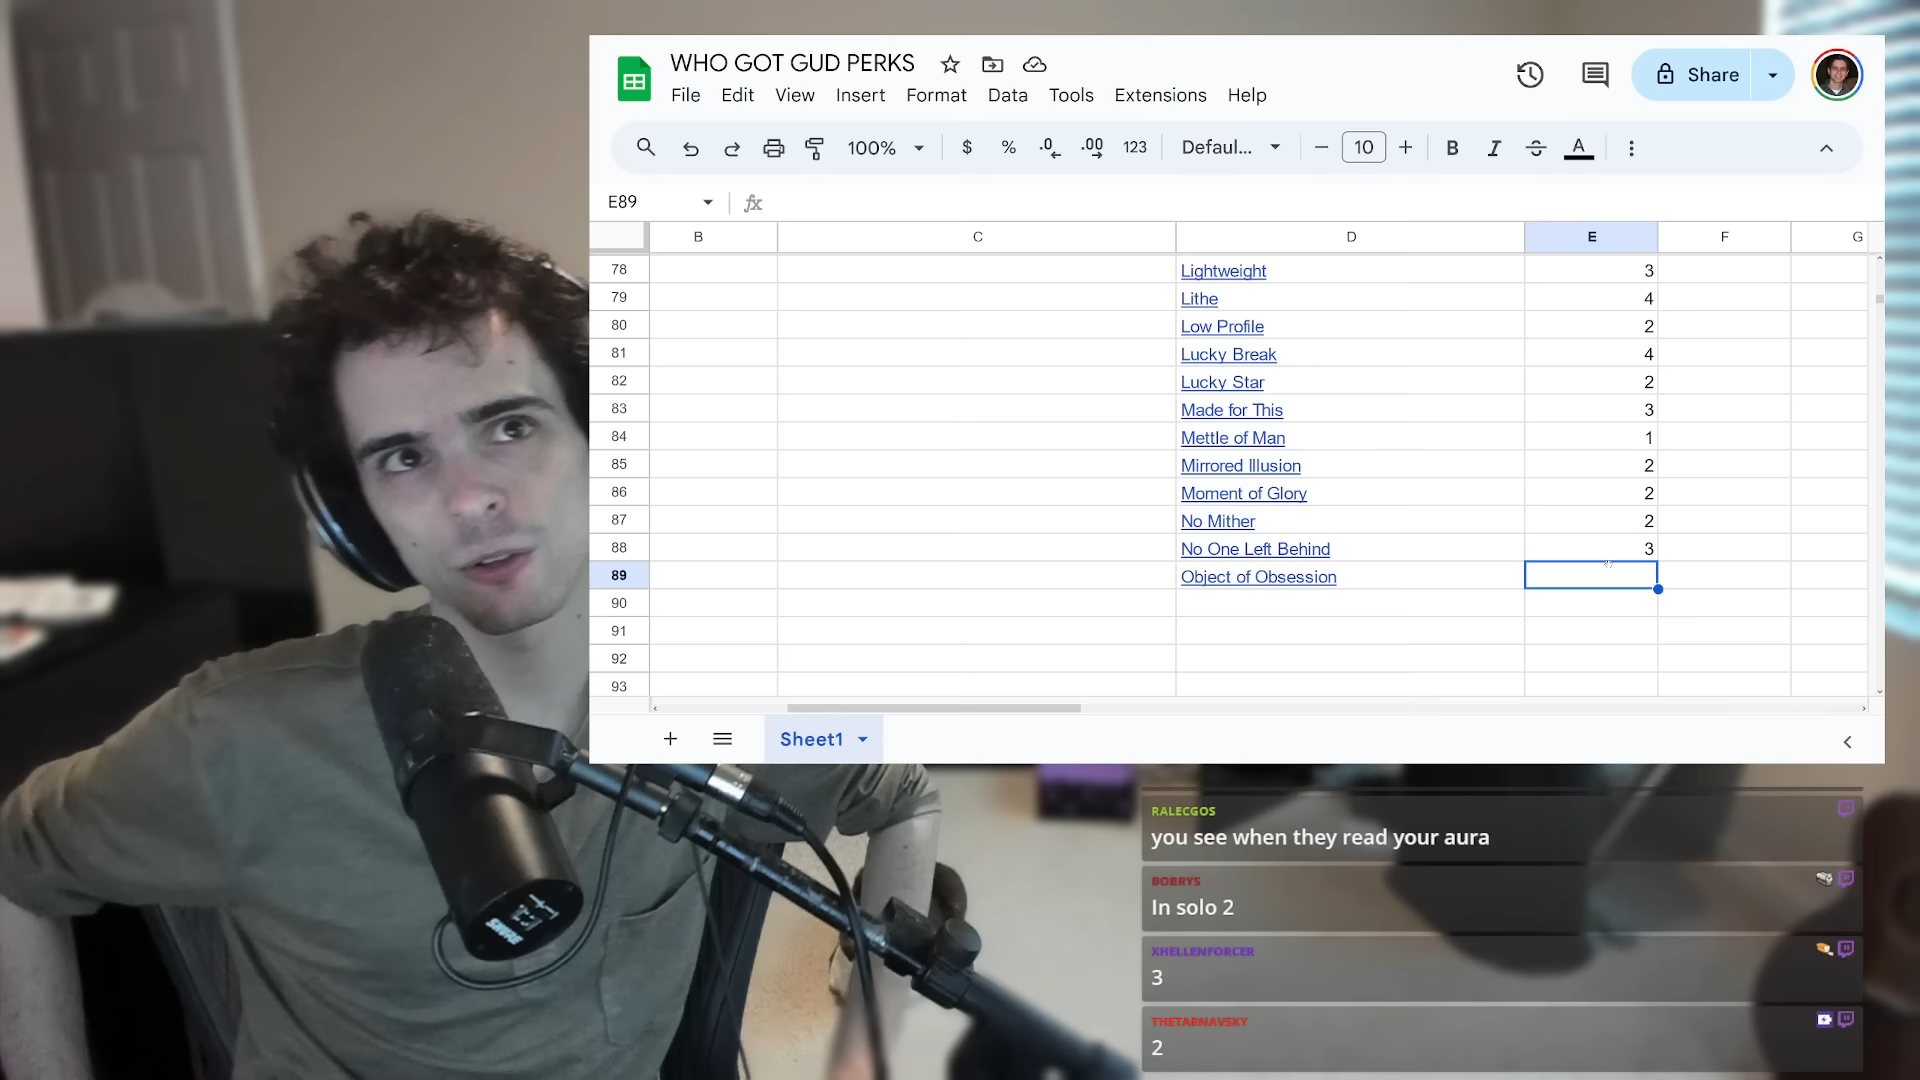 WHO GOT GUD PERKS
Share
File Edit View Insert Format Data Tools Extensions Help
100% $ % .0 .00 123 Defaul... 10 B I A
E89 fx
B C D E F G
78 Lightweight 3
79 Lithe 4
80 Low Profile 2
81 Lucky Break 4
82 Lucky Star 2
83 Made for This 3
84 Mettle of Man 1
85 Mirrored Illusion 2
86 Moment of Glory 2
87 No Mither 2
88 No One Left Behind 3
89 Object of Obsession
90
91
92
93
Sheet1
RALECGOS
you see when they read your aura
BOBRYS
In solo 2
XHELLENFORCER
3
THETARNAVSKY
2